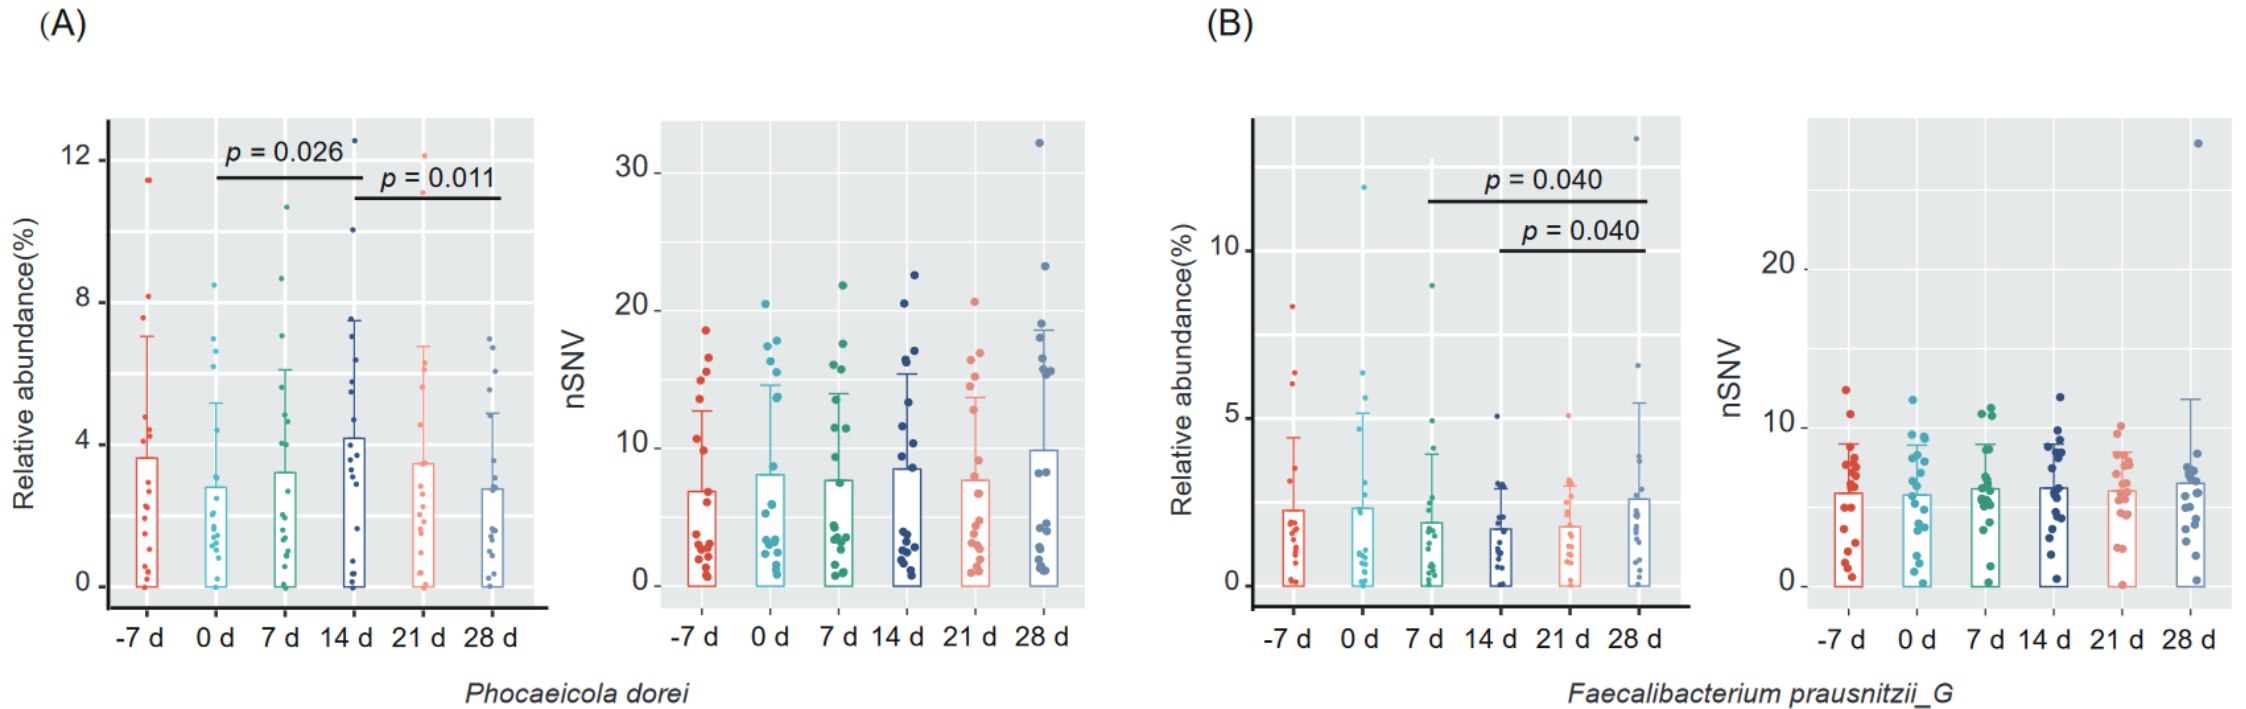 (A)
Relative abundance(%)
12
8
4
0
p = 0.026
p = 0.011
-7 d 0 d 7 d 14 d 21 d 28 d
nSNV
30
20
10
0
-7 d 0 d 7 d 14 d 21 d 28 d
Phocaeicola dorei
(B)
Relative abundance(%)
10
5
0
p = 0.040
p = 0.040
-7 d 0 d 7 d 14 d 21 d 28 d
nSNV
20
10
0
-7 d 0 d 7 d 14 d 21 d 28 d
Faecalibacterium prausnitzii_G